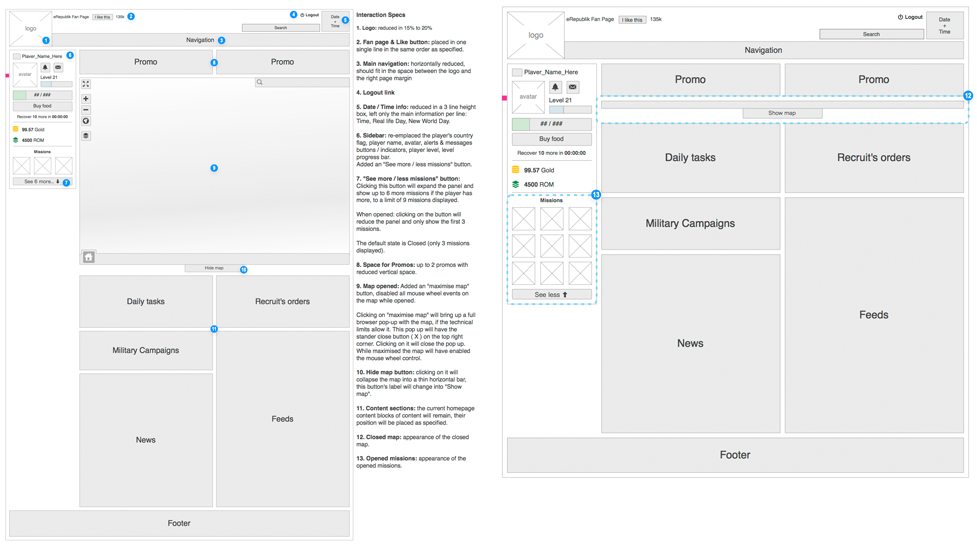 logo
1
eRepublik Fan Page
I like this
135k
2
4
Logout
Date
+
Time
5
Search
Navigation
3
Player_Name_Here
6
avatar
Level 21
## / ###
Buy food
Recover 10 more in 00:00:00
99.57 Gold
4500 ROM
Missions
See 6 more..
7
Promo
8
Promo
9
Hide map
10
Daily tasks
Recruit's orders
11
Military Campaigns
News
Feeds
Footer
Interaction Specs
1. Logo: reduced in 15% to 20%
2. Fan page & Like button: placed in one
single line in the same order as specified.
3. Main navigation: horizontally reduced,
should fit in the space between the logo and
the right page margin
4. Logout link
5. Date / Time info: reduced in a 3 line height
box, left only the main information per line:
Time, Real life Day, New World Day.
6. Sidebar: re-emplaced the player's country
flag, player name, avatar, alerts & messages
buttons / indicators, player level, level
progress bar.
Added an "See more / less missions" button.
7. "See more / less missions" button:
Clicking this button will expand the panel and
show up to 6 more missions if the player has
more, to a limit of 9 missions displayed.
When opened: clicking on the button will
reduce the panel and only show the first 3
missions.
The default state is Closed (only 3 missions
displayed).
8. Space for Promos: up to 2 promos with
reduced vertical space.
9. Map opened: Added an "maximise map"
button, disabled all mouse wheel events on
the map while opened.
Clicking on "maximise map" will bring up a full
browser pop-up with the map, if the technical
limits allow it. This pop up will have the
stander close button ( X ) on the top right
corner. Clicking on it will close the pop up.
While maximised the map will have enabled
the mouse wheel control.
10. Hide map button: clicking on it will
collapse the map into a thin horizontal bar,
this button's label will change into "Show
map".
11. Content sections: the current homepage
content blocks of content will remain, their
position will be placed as specified.
12. Closed map: appearance of the closed
map.
13. Opened missions: appearance of the
opened missions.
logo
eRepublik Fan Page
I like this
135k
Logout
Date
+
Time
Search
Navigation
Player_Name_Here
avatar
Level 21
## / ###
Buy food
Recover 10 more in 00:00:00
99.57 Gold
4500 ROM
13
Missions
See less
Promo
Promo
12
Show map
Daily tasks
Recruit's orders
Military Campaigns
News
Feeds
Footer